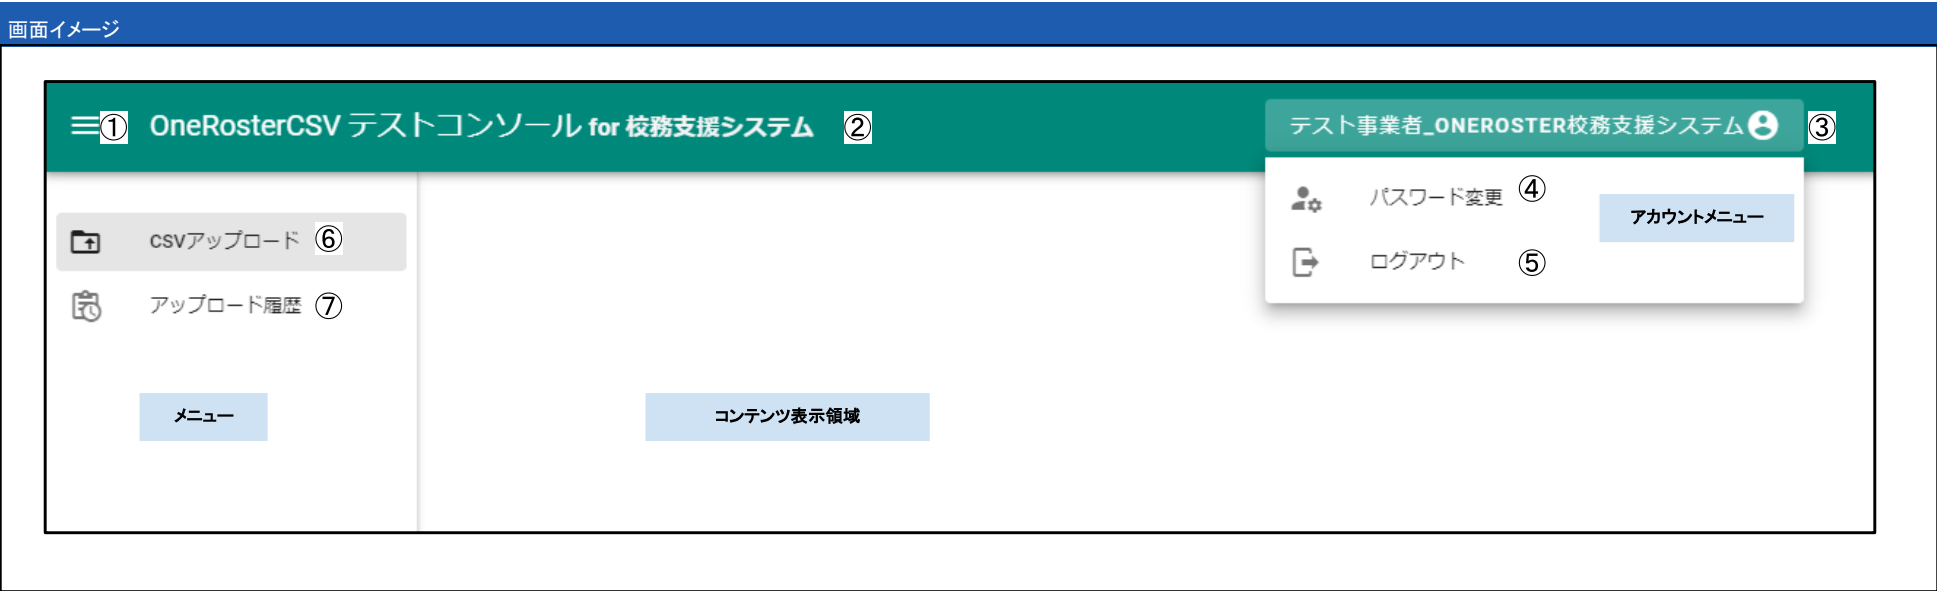 画面イメージ
① OneRosterCSV テストコンソール for 校務支援システム ②
テスト事業者_ONEROSTER校務支援システム ③
パスワード変更 ④
アカウントメニュー
ログアウト ⑤
CSVアップロード ⑥
アップロード履歴 ⑦
メニュー
コンテンツ表示領域